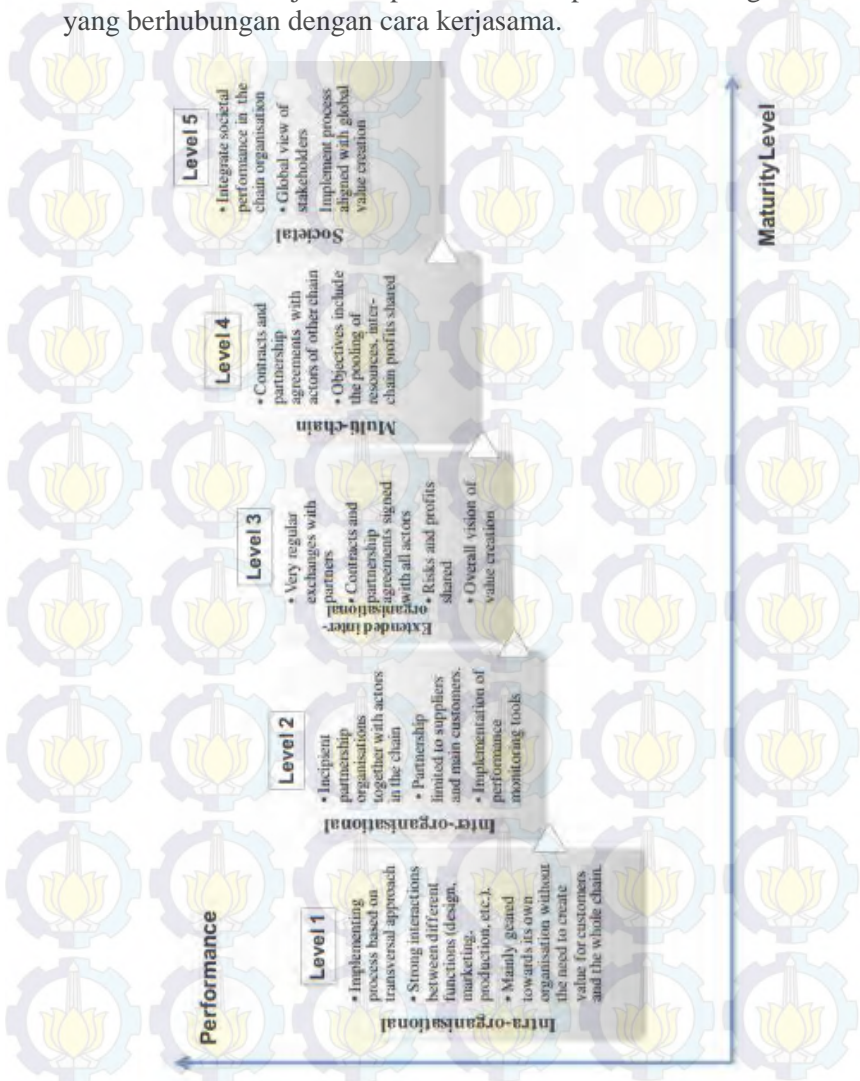 yang berhubungan dengan cara kerjasama.
Performance
Level 1
Intra-organisational
• Implementing
process based on
transversal approach
• Strong interactions
between different
functions (design,
marketing,
production, etc.).
• Mainly geared
towards its own
organisation without
the need to create
value for customers
and the whole chain.
Level 2
Inter-organisational
• Incipient
partnership
organisations
together with actors
in the chain
• Partnership
limited to suppliers
and main customers.
• Implementation of
performance
monitoring tools
Level 3
Extended inter-
organisational
• Very regular
exchanges with
partners
• Contracts and
partnership
agreements signed
with all actors
• Risks and profits
shared
• Overall vision of
value creation
Level 4
Multi-chain
• Contracts and
partnership
agreements with
actors of other chain
• Objectives include
the pooling of
resources, inter-
chain profits shared
Level 5
Societal
• Integrate societal
performance in the
chain organisation
• Global view of
stakeholders
Implement process
aligned with global
value creation
Maturity Level